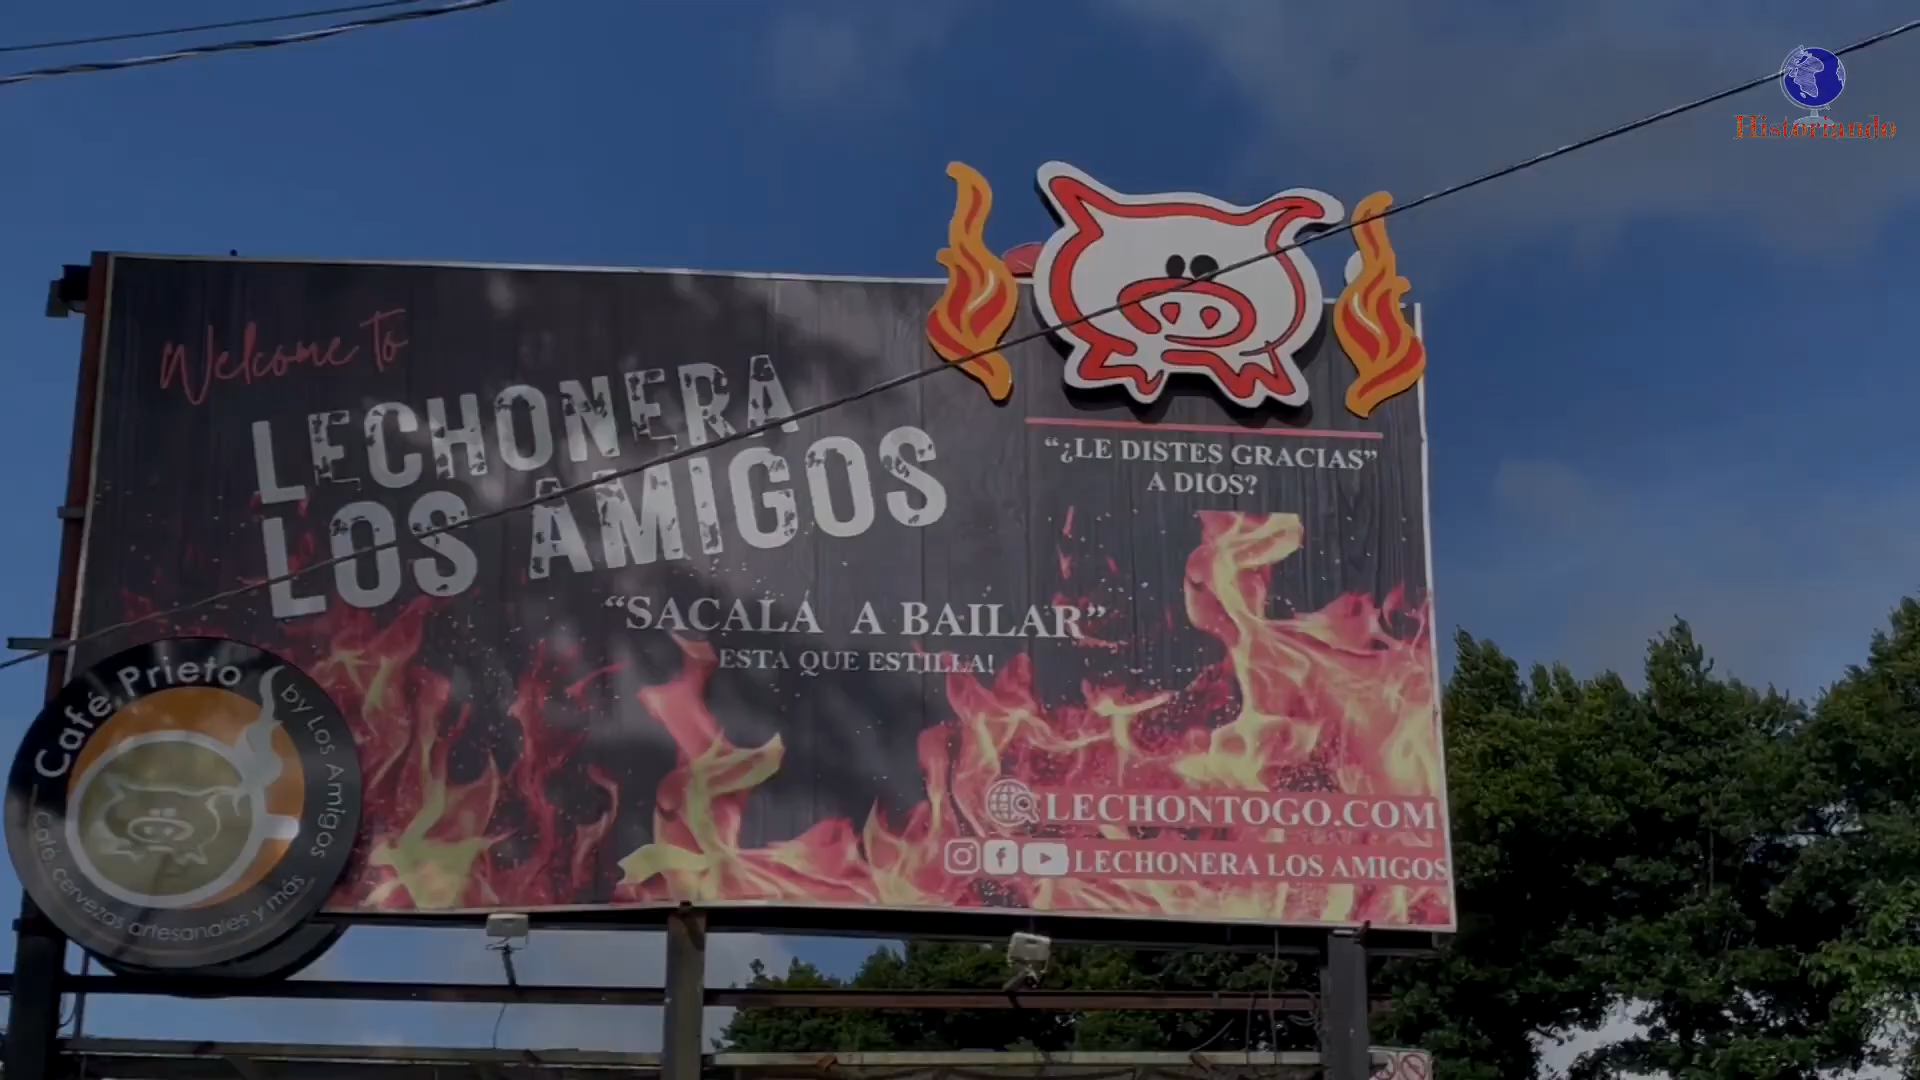 Historiando
Welcome to
LECHONERA
LOS AMIGOS
"¿LE DISTES GRACIAS"
A DIOS?
"SACALA A BAILAR"
ESTA QUE ESTILLA!
Café Prieto
by Los Amigos
café, cervezas artesanales y más
LECHONTOGO.COM
LECHONERA LOS AMIGOS